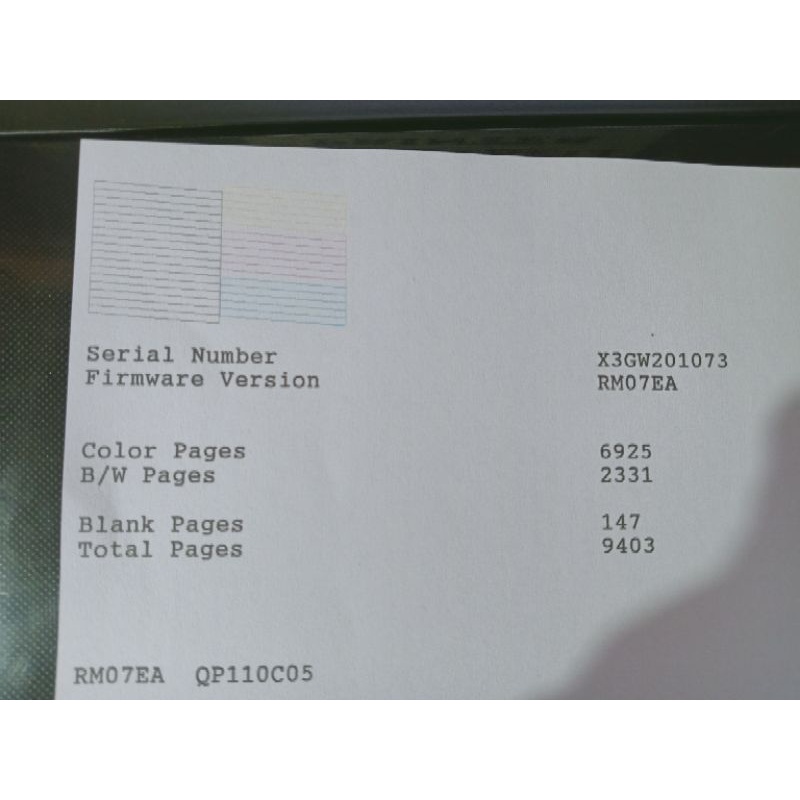 Serial Number X3GW201073
Firmware Version RM07EA
Color Pages 6925
B/W Pages 2331
Blank Pages 147
Total Pages 9403
RM07EA QP110C05